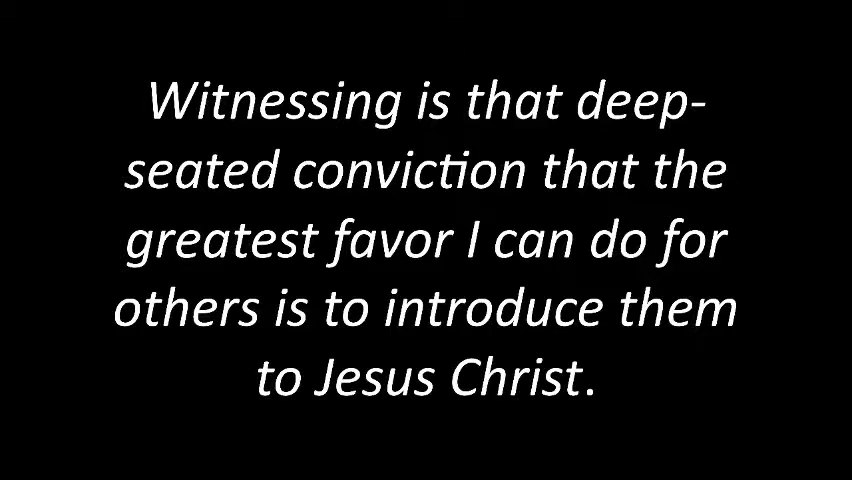 Witnessing is that deep-
seated conviction that the
greatest favor I can do for
others is to introduce them
to Jesus Christ.